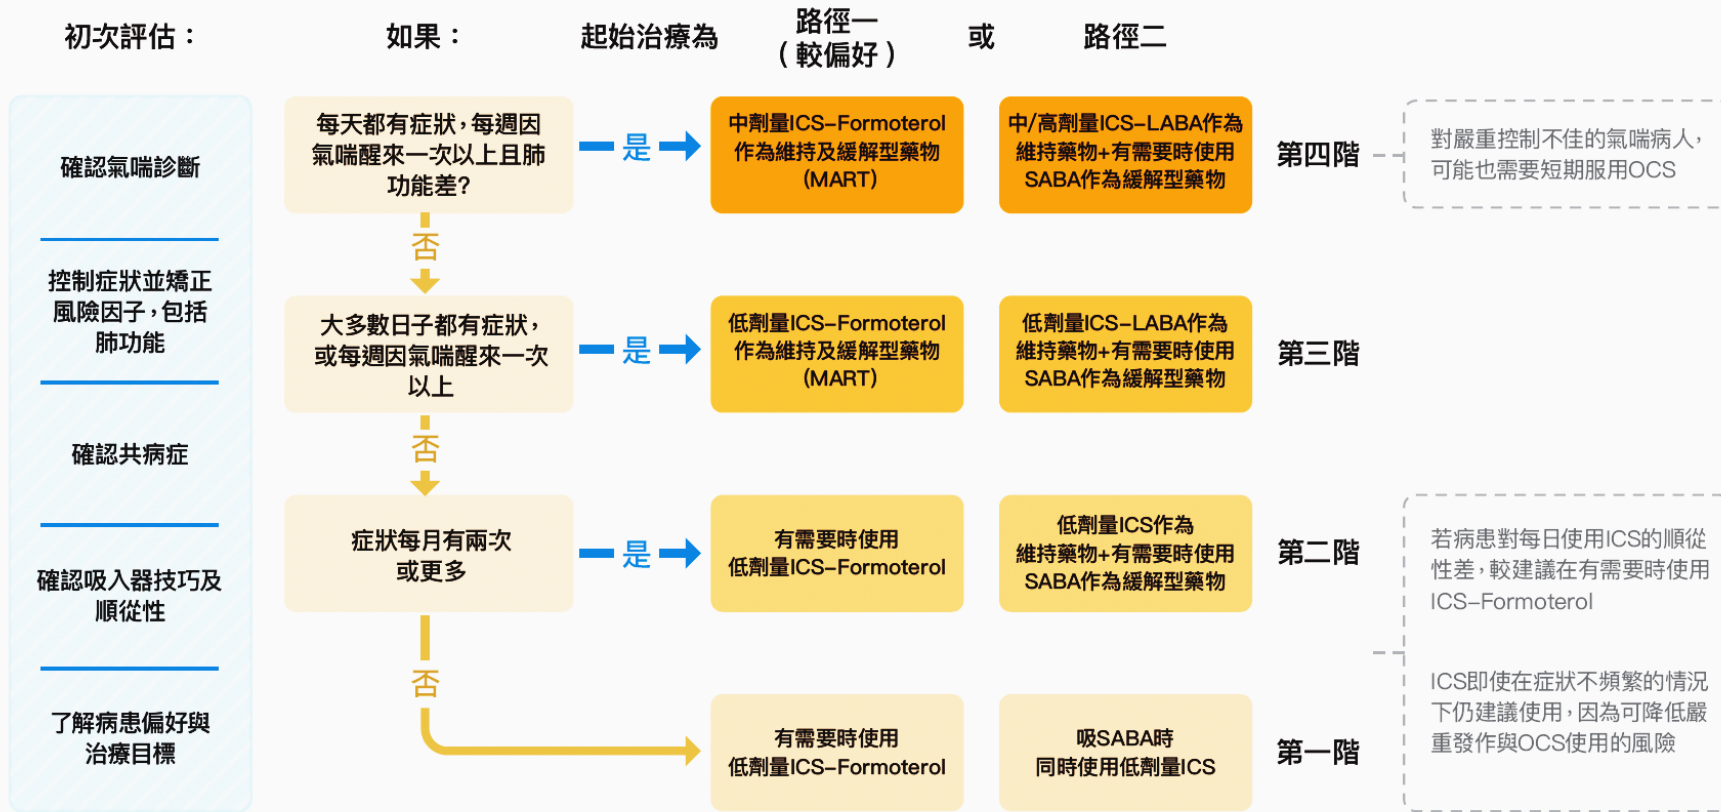 初次評估：
如果：
起始治療為
路徑一
（較偏好）
或
路徑二
確認氣喘診斷
控制症狀並矯正
風險因子，包括
肺功能
確認共病症
確認吸入器技巧及
順從性
了解病患偏好與
治療目標
每天都有症狀，每週因
氣喘醒來一次以上且肺
功能差?
是
中劑量ICS-Formoterol
作為維持及緩解型藥物
(MART)
中/高劑量ICS-LABA作為
維持藥物+有需要時使用
SABA作為緩解型藥物
第四階
對嚴重控制不佳的氣喘病人，
可能也需要短期服用OCS
否
大多數日子都有症狀，
或每週因氣喘醒來一次
以上
是
低劑量ICS-Formoterol
作為維持及緩解型藥物
(MART)
低劑量ICS-LABA作為
維持藥物+有需要時使用
SABA作為緩解型藥物
第三階
否
症狀每月有兩次
或更多
是
有需要時使用
低劑量ICS-Formoterol
低劑量ICS作為
維持藥物+有需要時使用
SABA作為緩解型藥物
第二階
若病患對每日使用ICS的順從
性差，較建議在有需要時使用
ICS-Formoterol
否
有需要時使用
低劑量ICS-Formoterol
吸SABA時
同時使用低劑量ICS
第一階
ICS即使在症狀不頻繁的情況
下仍建議使用，因為可降低嚴
重發作與OCS使用的風險